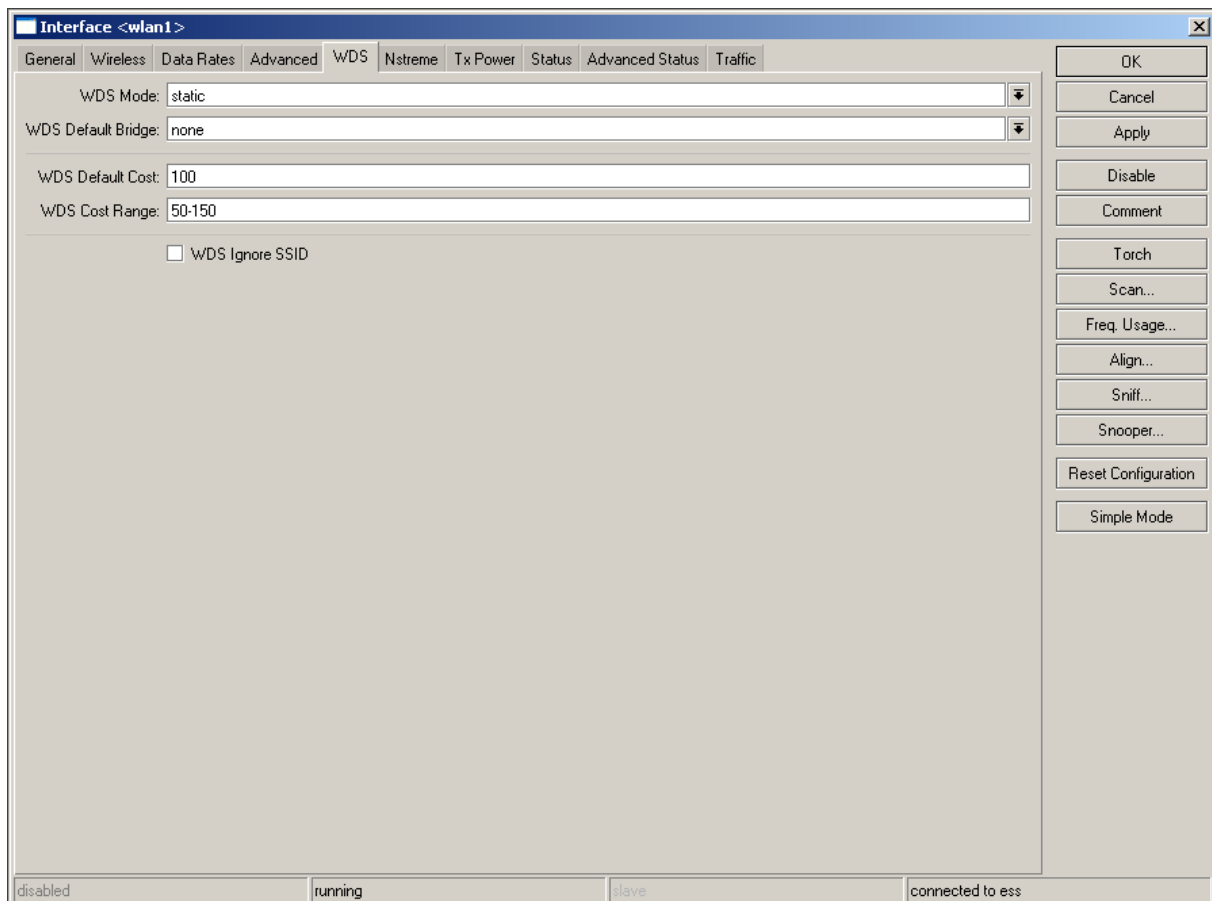 Interface <wlan1>
General Wireless Data Rates Advanced WDS Nstreme Tx Power Status Advanced Status Traffic
WDS Mode: static
WDS Default Bridge: none
WDS Default Cost: 100
WDS Cost Range: 50-150
WDS Ignore SSID
OK
Cancel
Apply
Disable
Comment
Torch
Scan...
Freq. Usage...
Align...
Sniff...
Snooper...
Reset Configuration
Simple Mode
disabled running slave connected to ess